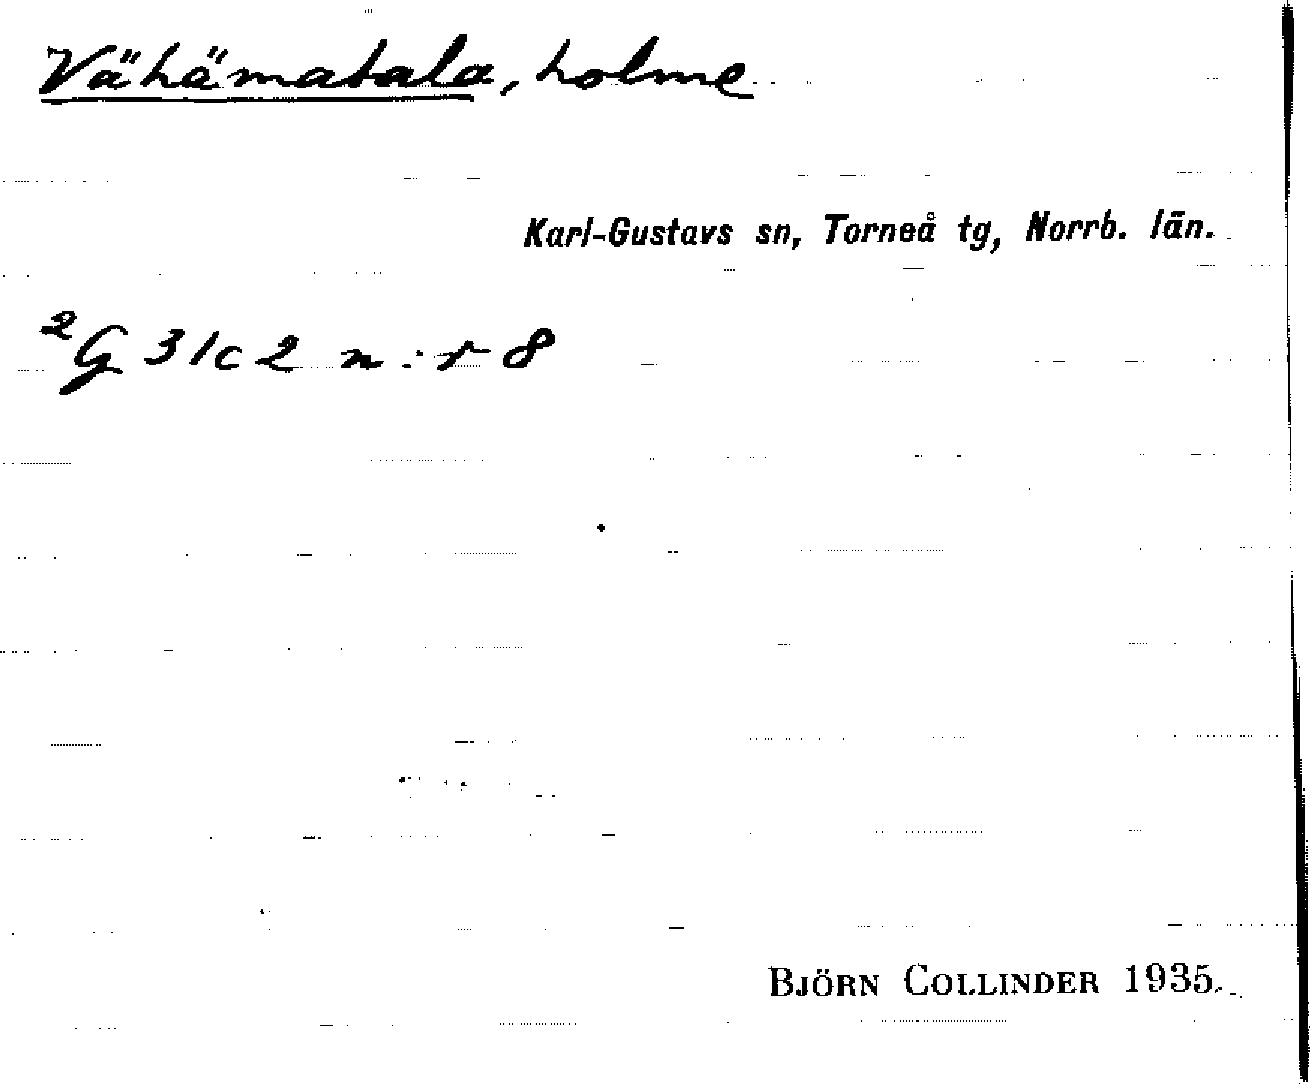 Vähämatala, holme
Karl-Gustavs sn, Torneå tg, Norrb. län.
²G 31c2 n:r 8
BJÖRN COLLINDER 1935.